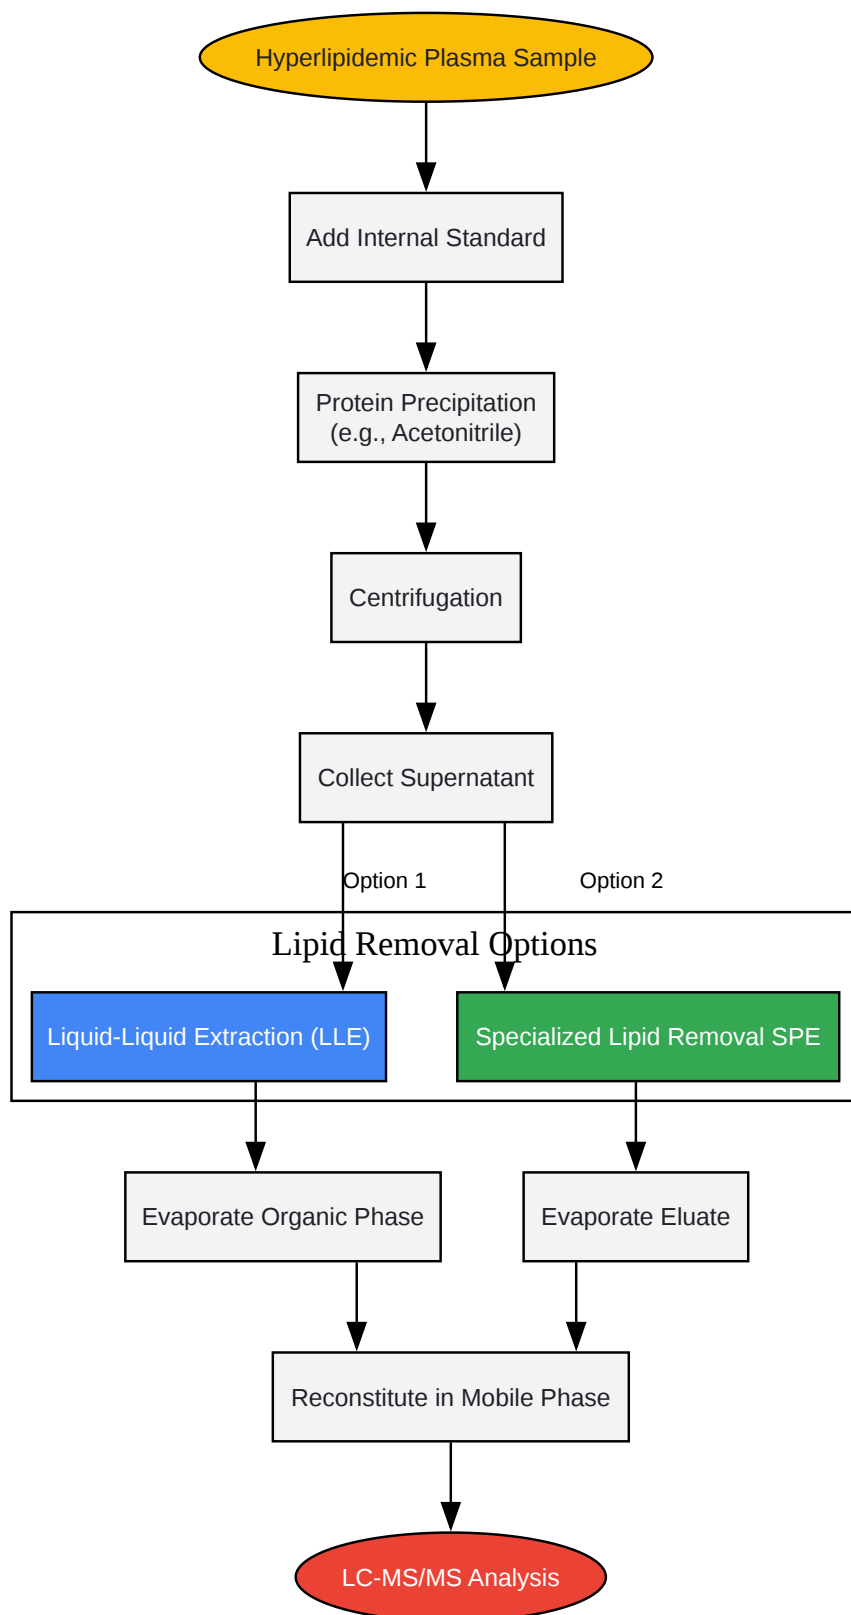 Hyperlipidemic Plasma Sample
Add Internal Standard
Protein Precipitation
(e.g., Acetonitrile)
Centrifugation
Collect Supernatant
Option 1
Option 2
Lipid Removal Options
Liquid-Liquid Extraction (LLE)
Specialized Lipid Removal SPE
Evaporate Organic Phase
Evaporate Eluate
Reconstitute in Mobile Phase
LC-MS/MS Analysis